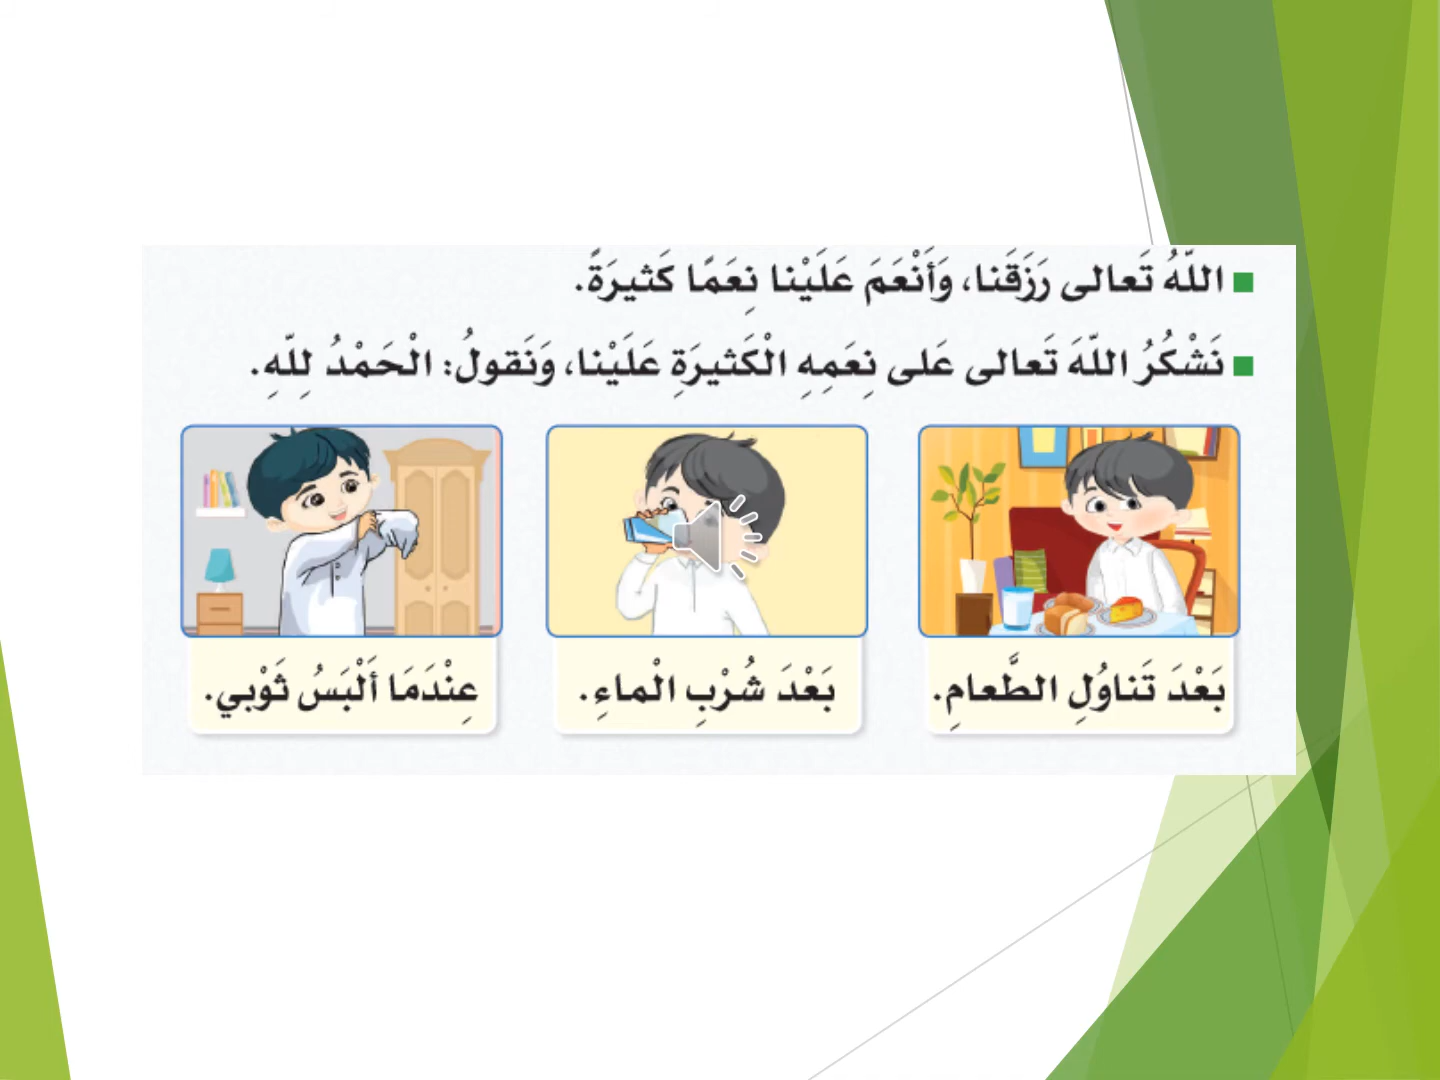 اللّهُ تَعالى رَزَقَنا، وَأَنْعَمَ عَلَيْنا نِعَمًا كَثيرَةً.
نَشْكُرُ اللّهَ تَعالى عَلى نِعَمِهِ الْكَثيرَةِ عَلَيْنا، وَنَقولُ: الْحَمْدُ لِلّهِ.
بَعْدَ تَناوُلِ الطَّعامِ.
بَعْدَ شُرْبِ الْماءِ.
عِنْدَمَا أَلْبَسُ ثَوْبي.